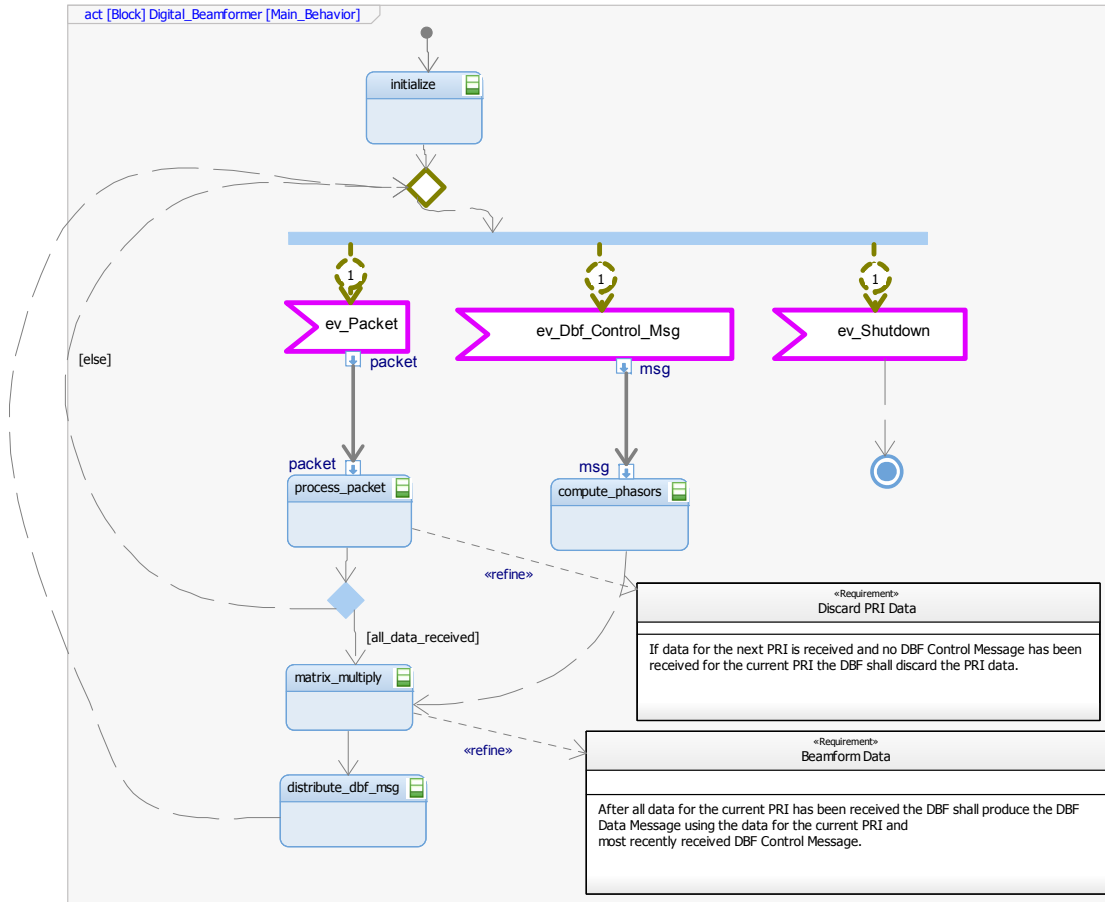 act [Block] Digital_Beamformer [Main_Behavior]
initialize
1
1
1
ev_Packet
ev_Dbf_Control_Msg
ev_Shutdown
[else]
packet
msg
packet
msg
process_packet
compute_phasors
«refine»
«Requirement»
Discard PRI Data
If data for the next PRI is received and no DBF Control Message has been
received for the current PRI the DBF shall discard the PRI data.
[all_data_received]
matrix_multiply
«refine»
«Requirement»
Beamform Data
distribute_dbf_msg
After all data for the current PRI has been received the DBF shall produce the DBF
Data Message using the data for the current PRI and
most recently received DBF Control Message.